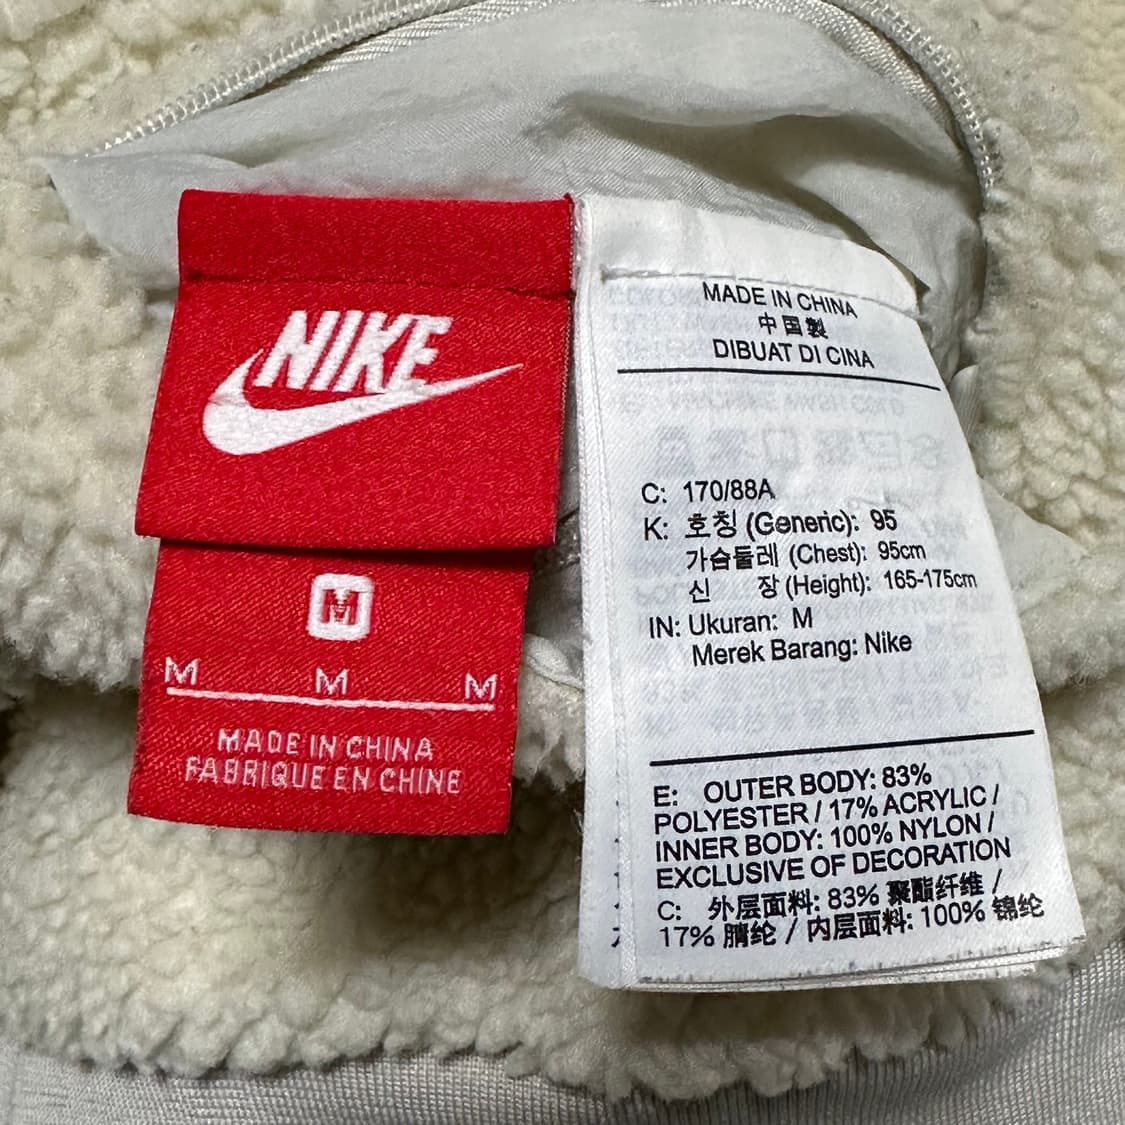 NIKE
M
M M M
MADE IN CHINA
FABRIQUE EN CHINE
MADE IN CHINA
中国製
DIBUAT DI CINA
C: 170/88A
K: 호칭 (Generic): 95
가슴둘레 (Chest): 95cm
신 장 (Height): 165-175cm
IN: Ukuran: M
Merek Barang: Nike
E: OUTER BODY: 83%
POLYESTER / 17% ACRYLIC /
INNER BODY: 100% NYLON /
EXCLUSIVE OF DECORATION
C: 外层面料: 83% 聚酯纤维 /
17% 腈纶 / 内层面料: 100% 锦纶